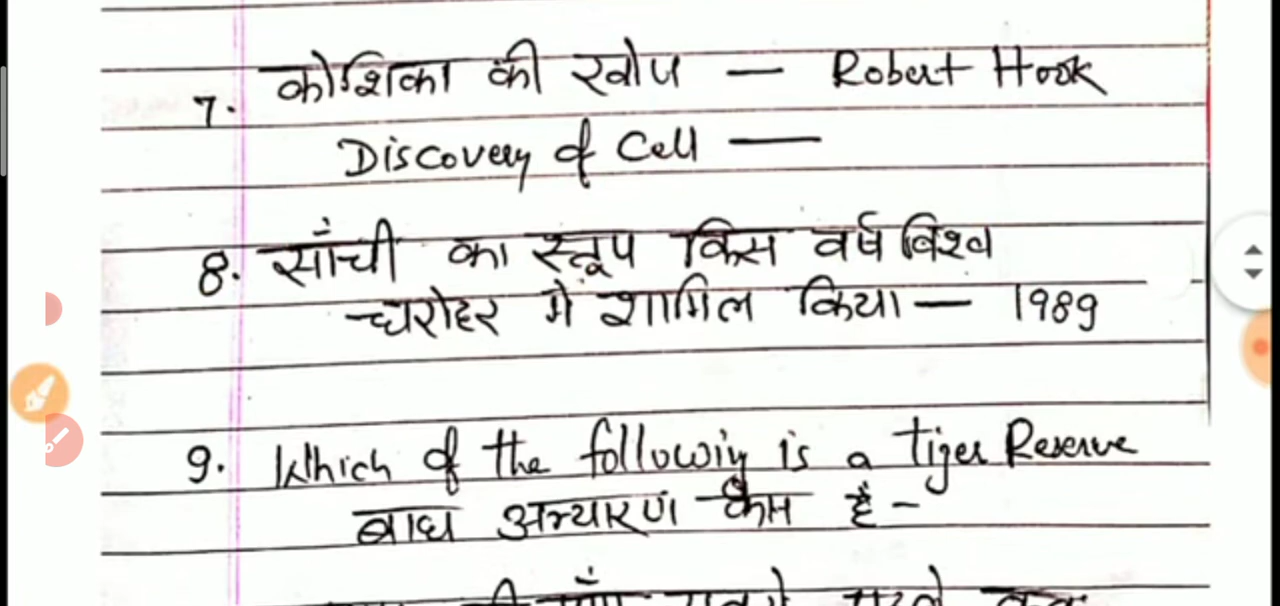 7. कोशिका की खोज — Robert Hook
Discovery of Cell —
8. साँची का स्तूप किस वर्ष विश्व
धरोहर मे शामिल किया — 1989
9. Which of the following is a tiger Reserve
बाघ अभ्यारण है -